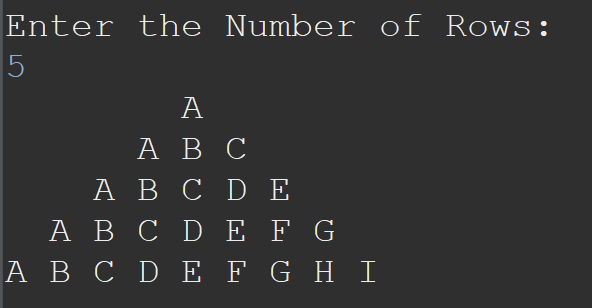 Enter the Number of Rows:
5
A
A B C
A B C D E
A B C D E F G
A B C D E F G H I